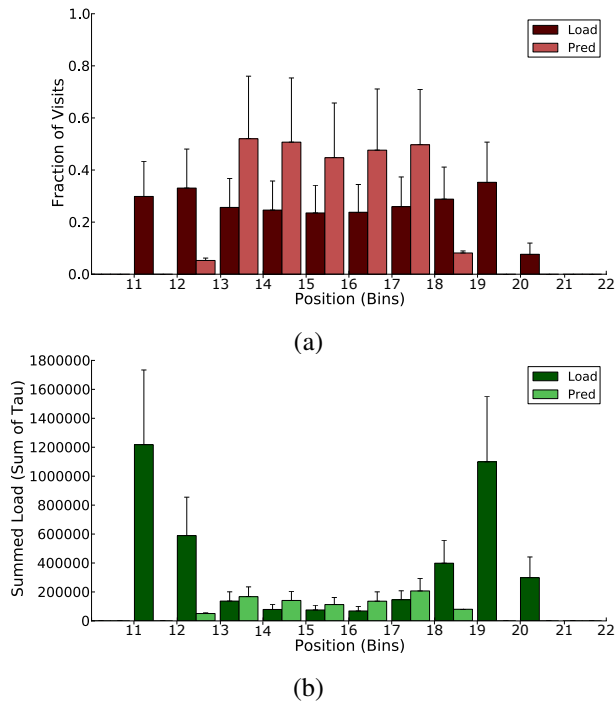 1.0
0.8
0.6
0.4
0.2
0.0
Fraction of Visits
Load
Pred
11 12 13 14 15 16 17 18 19 20 21 22
Position (Bins)
(a)
1800000
1600000
1400000
1200000
1000000
800000
600000
400000
200000
0
Summed Load (Sum of Tau)
Load
Pred
11 12 13 14 15 16 17 18 19 20 21 22
Position (Bins)
(b)